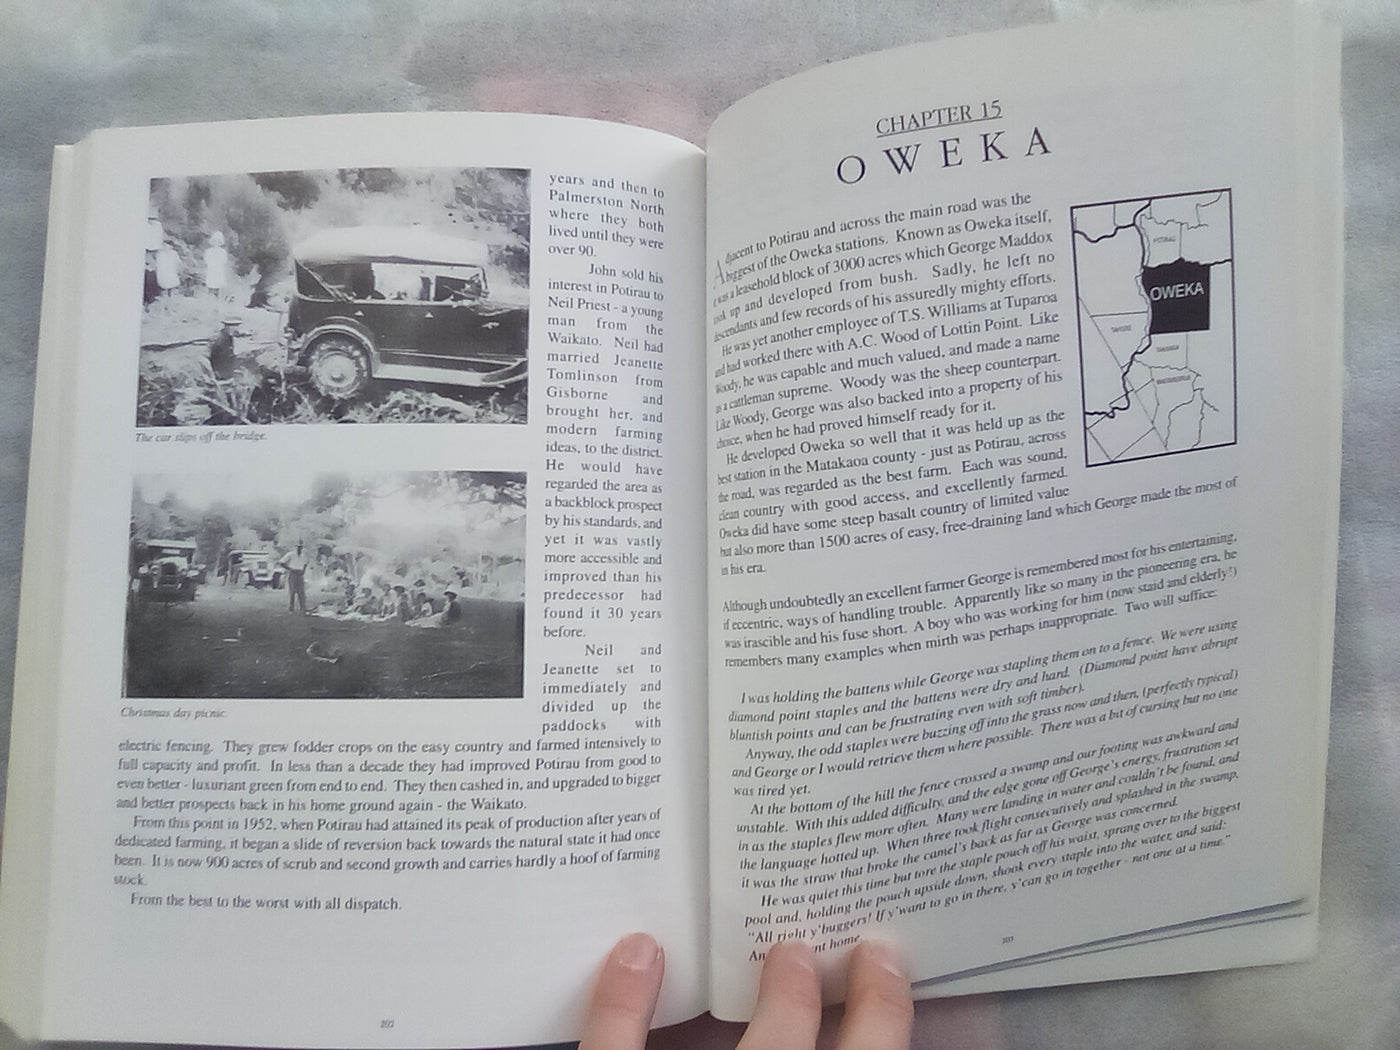 The car slips off the bridge.
Christmas day picnic.
years and then to
Palmerston North
where they both
lived until they were
over 90.
John sold his
interest in Potirau to
Neil Priest - a young
man from the
Waikato. Neil had
married Jeanette
Tomlinson from
Gisborne and
brought her, and
modern farming
ideas, to the district.
He would have
regarded the area as
a backblock prospect
by his standards, and
yet it was vastly
more accessible and
improved than his
predecessor had
found it 30 years
before.
Neil and
Jeanette set to
immediately and
divided up the
paddocks with
electric fencing. They grew fodder crops on the easy country and farmed intensively to
full capacity and profit. In less than a decade they had improved Potirau from good to
even better - luxuriant green from end to end. They then cashed in, and upgraded to bigger
and better prospects back in his home ground again - the Waikato.
From this point in 1952, when Potirau had attained its peak of production after years of
dedicated farming, it began a slide of reversion back towards the natural state it had once
been. It is now 900 acres of scrub and second growth and carries hardly a hoof of farming
stock.
From the best to the worst with all dispatch.
202
CHAPTER 15
OWEKA
Adjacent to Potirau and across the main road was the
biggest of the Oweka stations. Known as Oweka itself,
it was a leasehold block of 3000 acres which George Maddox
took up and developed from bush. Sadly, he left no
descendants and few records of his assuredly mighty efforts.
He was yet another employee of T.S. Williams at Tuparoa
and had worked there with A.C. Wood of Lottin Point. Like
Woody, he was capable and much valued, and made a name
as a cattleman supreme. Woody was the sheep counterpart.
Like Woody, George was also backed into a property of his
choice, when he had proved himself ready for it.
He developed Oweka so well that it was held up as the
best station in the Matakaoa county - just as Potirau, across
the road, was regarded as the best farm. Each was sound,
clean country with good access, and excellently farmed.
Oweka did have some steep basalt country of limited value
but also more than 1500 acres of easy, free-draining land which George made the most of
in his era.
POTIRAU
OWEKA
Although undoubtedly an excellent farmer George is remembered most for his entertaining,
if eccentric, ways of handling trouble. Apparently like so many in the pioneering era, he
was irascible and his fuse short. A boy who was working for him (now staid and elderly!)
remembers many examples when mirth was perhaps inappropriate. Two will suffice:
I was holding the battens while George was stapling them on to a fence. We were using
diamond point staples and the battens were dry and hard. (Diamond point have abrupt
bluntish points and can be frustrating even with soft timber).
Anyway, the odd staples were buzzing off into the grass now and then, (perfectly typical)
and George or I would retrieve them where possible. There was a bit of cursing but no one
was tired yet.
At the bottom of the hill the fence crossed a swamp and our footing was awkward and
unstable. With this added difficulty, and the edge gone off George's energy, frustration set
in as the staples flew more often. Many were landing in water and couldn't be found, and
the language hotted up. When three took flight consecutively and splashed in the swamp,
it was the straw that broke the camel's back as far as George was concerned.
He was quiet this time but tore the staple pouch off his waist, sprang over to the biggest
pool and, holding the pouch upside down, shook every staple into the water, and said:
"All right y'buggers! If y'want to go in there, y'can go in together - not one at a time."
home.
203